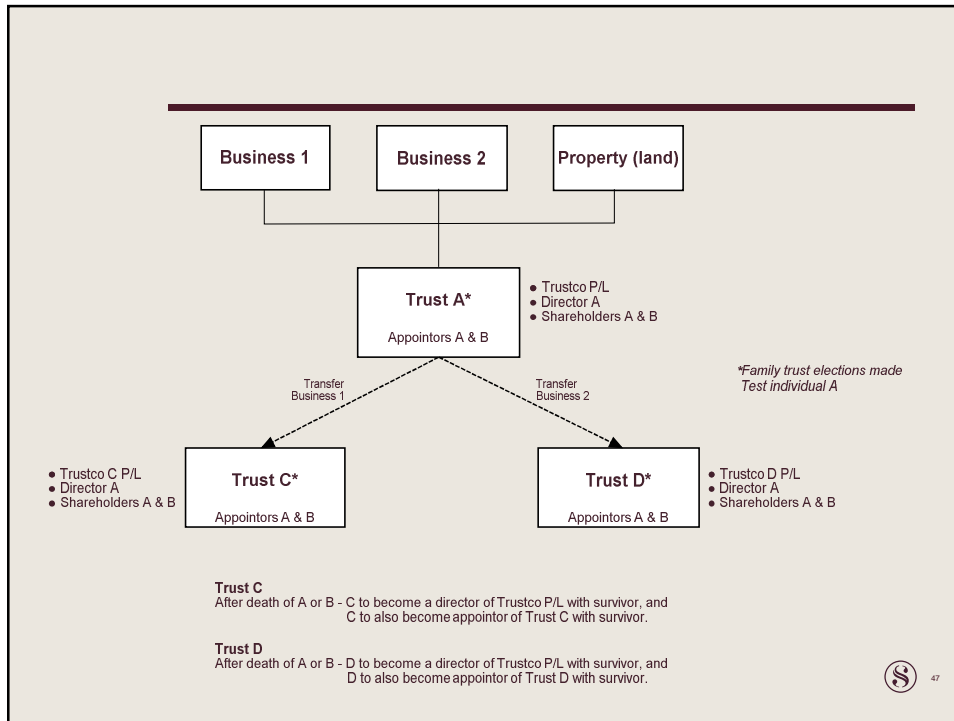 Business 1
Business 2
Property (land)
Trust A*
Appointors A & B
● Trustco P/L
● Director A
● Shareholders A & B
Transfer
Business 1
Transfer
Business 2
*Family trust elections made
Test individual A
● Trustco C P/L
● Director A
● Shareholders A & B
Trust C*
Appointors A & B
Trust D*
Appointors A & B
● Trustco D P/L
● Director A
● Shareholders A & B
Trust C
After death of A or B - C to become a director of Trustco P/L with survivor, and
C to also become appointor of Trust C with survivor.
Trust D
After death of A or B - D to become a director of Trustco P/L with survivor, and
D to also become appointor of Trust D with survivor.
47